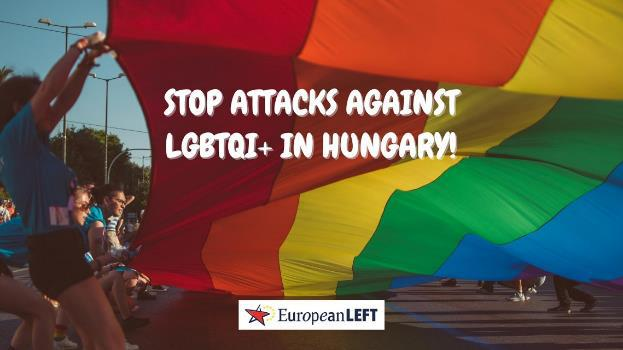 STOP ATTACKS AGAINST
LGBTQI+ IN HUNGARY!
EuropeanLEFT